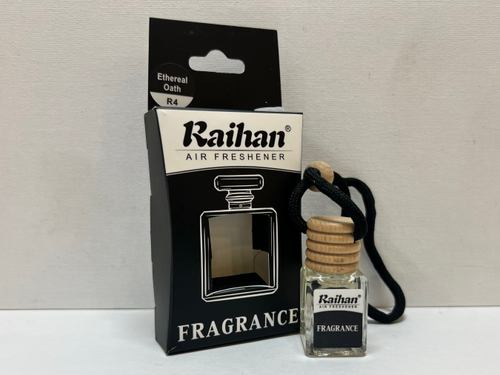 Ethereal
Oath
R4
Raihan®
AIR FRESHENER
FRAGRANCE
Raihan®
AIR FRESHENER
FRAGRANCE